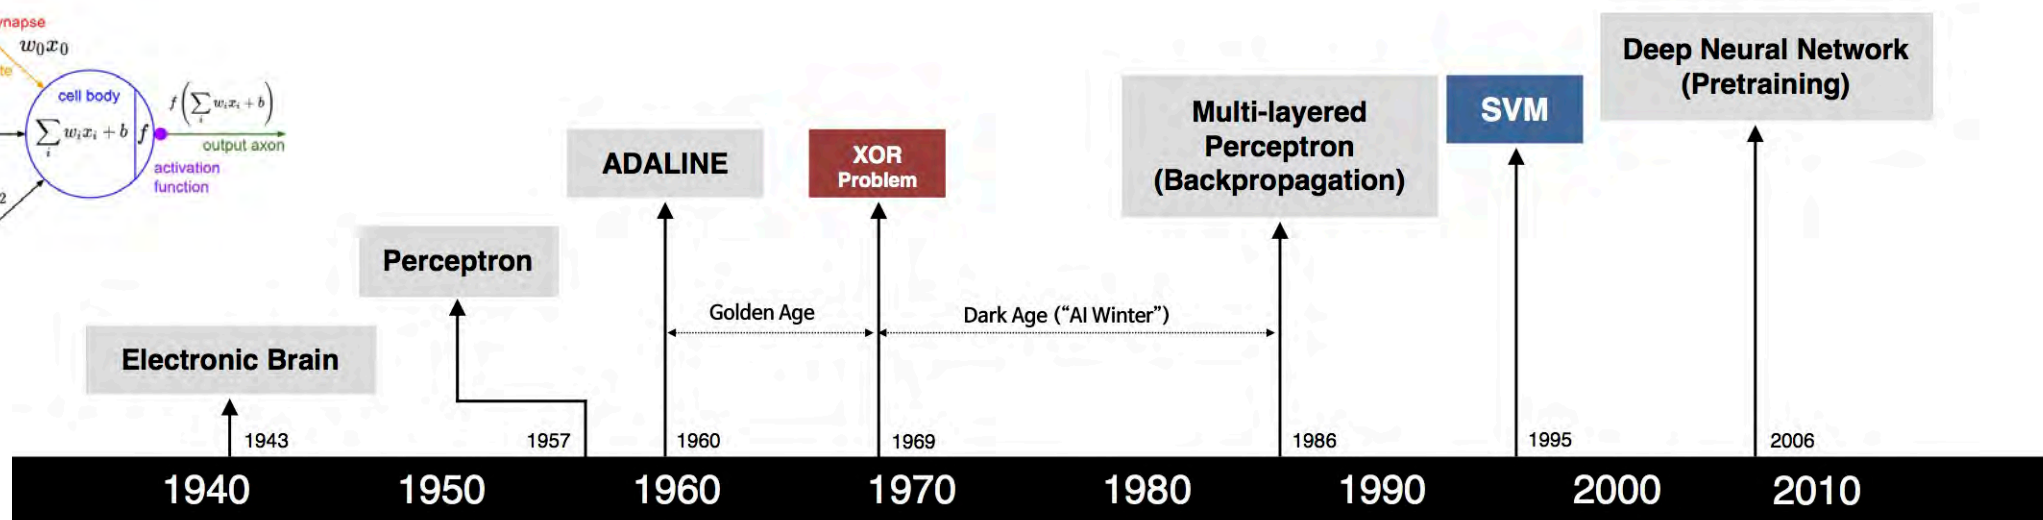 w₀x₀
cell body
∑ᵢ wᵢxᵢ + b
f
f(∑ᵢ wᵢxᵢ + b)
output axon
activation
function
2
Electronic Brain
Perceptron
ADALINE
XOR
Problem
Multi-layered
Perceptron
(Backpropagation)
SVM
Deep Neural Network
(Pretraining)
Golden Age
Dark Age (“AI Winter”)
1943
1957
1960
1969
1986
1995
2006
1940
1950
1960
1970
1980
1990
2000
2010